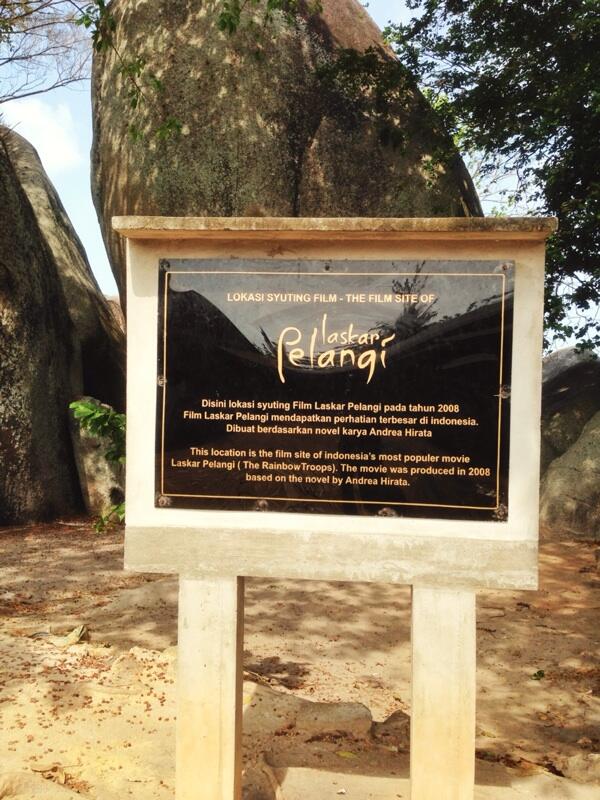 LOKASI SYUTING FILM - THE FILM SITE OF
laskar
Pelangi
Disini lokasi syuting Film Laskar Pelangi pada tahun 2008
Film Laskar Pelangi mendapatkan perhatian terbesar di indonesia.
Dibuat berdasarkan novel karya Andrea Hirata
This location is the film site of indonesia's most populer movie
Laskar Pelangi ( The RainbowTroops). The movie was produced in 2008
based on the novel by Andrea Hirata.